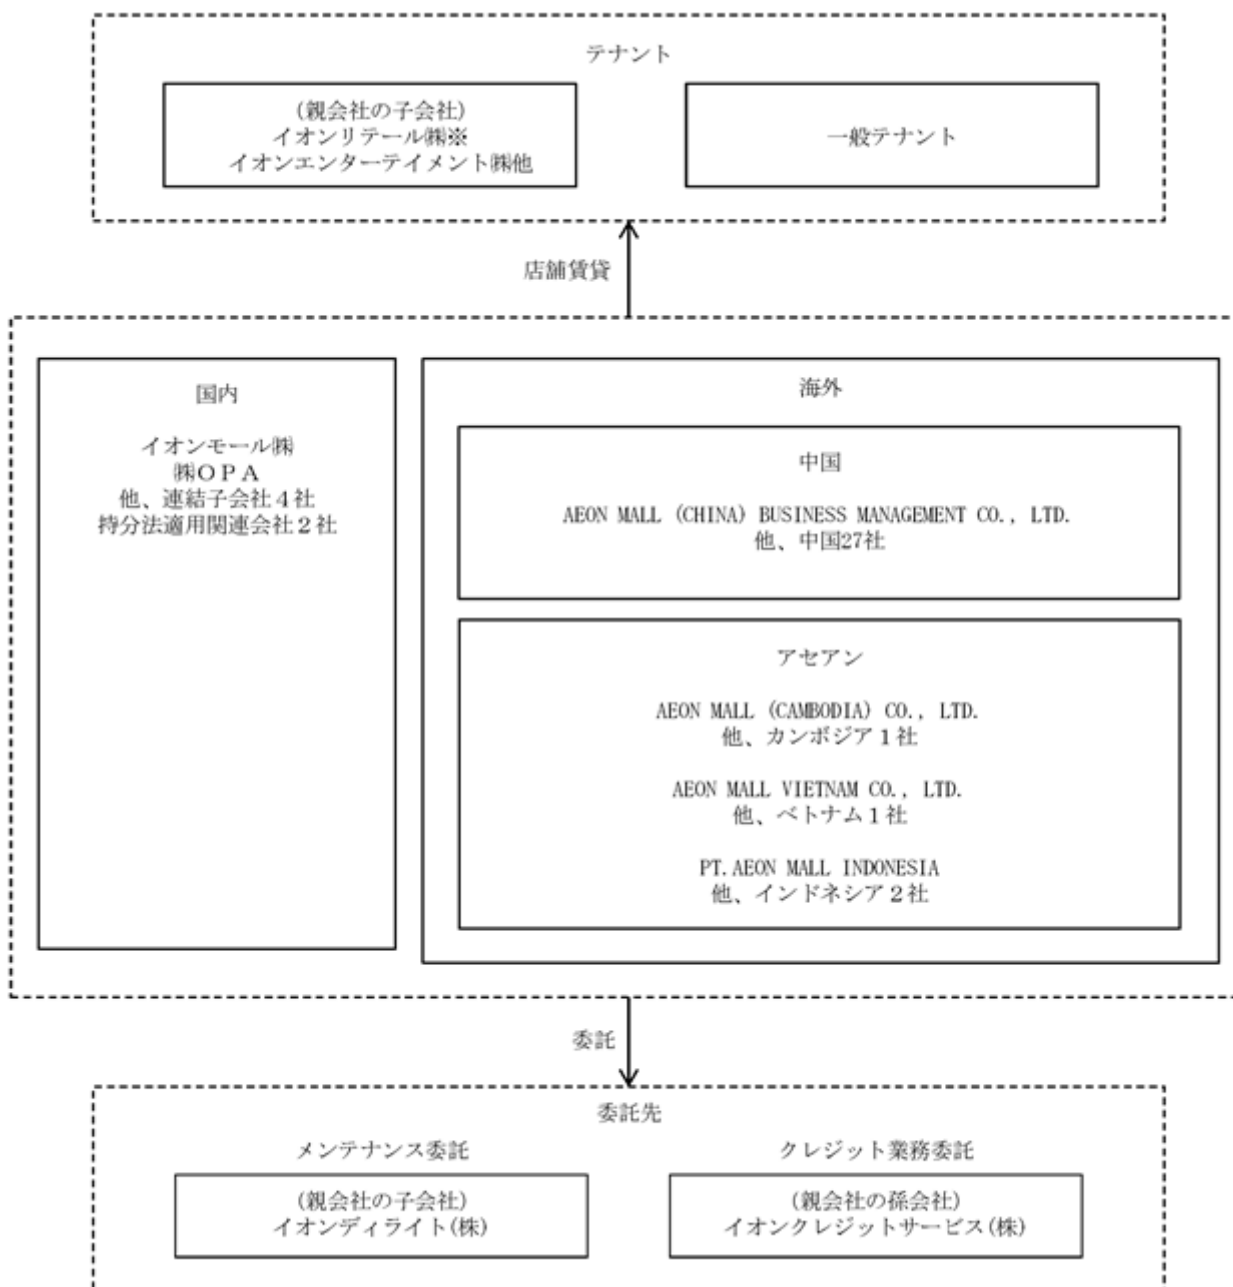 テナント
(親会社の子会社)
イオンリテール㈱※
イオンエンターテイメント㈱他
一般テナント
店舗賃貸
国内
イオンモール㈱
㈱ＯＰＡ
他、連結子会社４社
持分法適用関連会社２社
海外
中国
AEON MALL (CHINA) BUSINESS MANAGEMENT CO., LTD.
他、中国27社
アセアン
AEON MALL (CAMBODIA) CO., LTD.
他、カンボジア１社
AEON MALL VIETNAM CO., LTD.
他、ベトナム１社
PT.AEON MALL INDONESIA
他、インドネシア２社
委託
委託先
メンテナンス委託
(親会社の子会社)
イオンディライト(株)
クレジット業務委託
(親会社の孫会社)
イオンクレジットサービス(株)